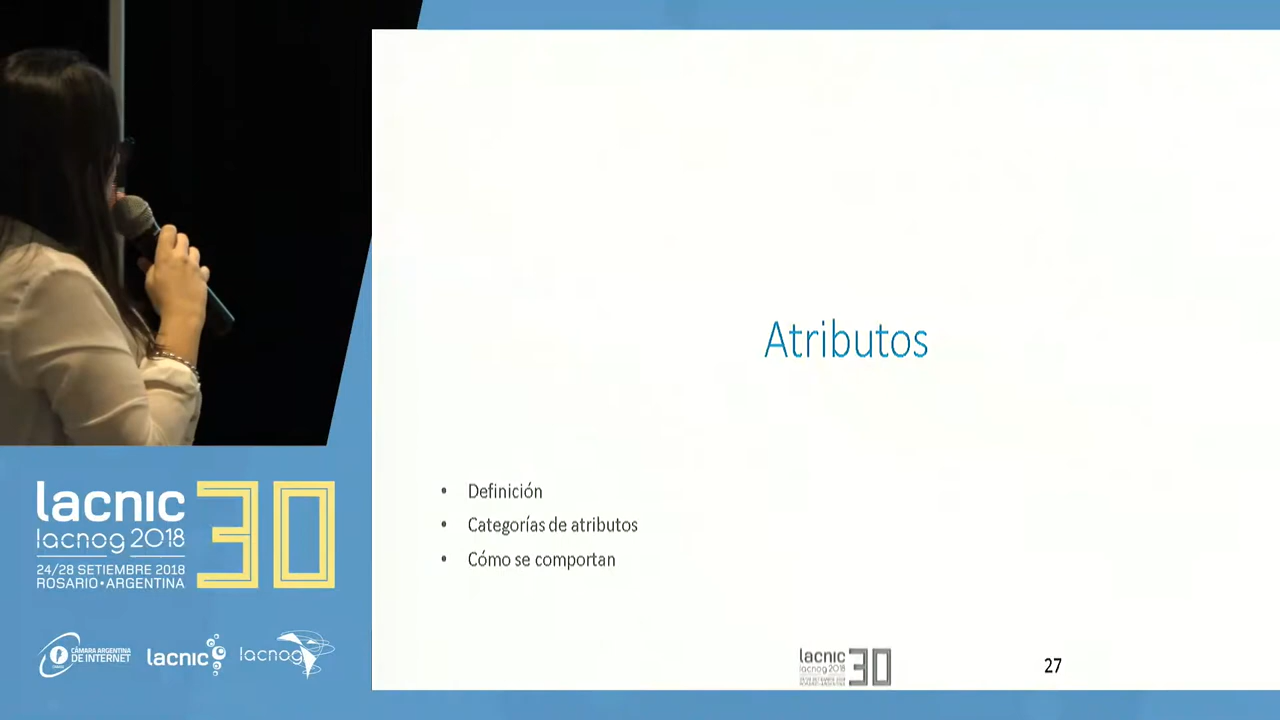 Atributos
• Definición
• Categorías de atributos
• Cómo se comportan
lacnic 30
lacnog 2018
27
lacnic 30
lacnog 2018
24/28 SETIEMBRE 2018
ROSARIO•ARGENTINA
CÁMARA ARGENTINA
DE INTERNET
lacnic
lacnog